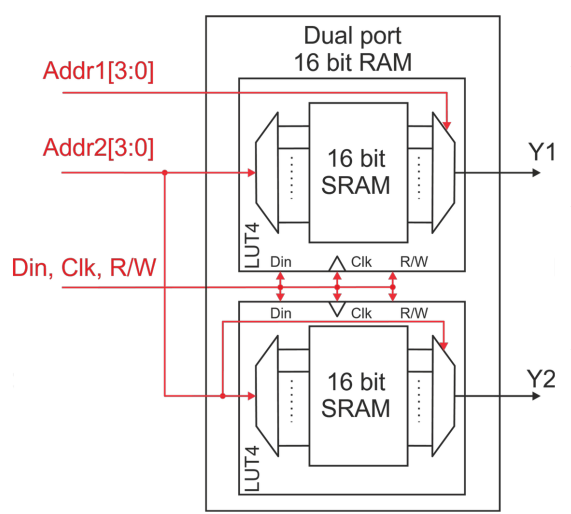 Dual port
16 bit RAM
Addr1[3:0]
Addr2[3:0]
16 bit
SRAM
Y1
LUT4
Din Clk R/W
Din, Clk, R/W
Din Clk R/W
16 bit
SRAM
Y2
LUT4